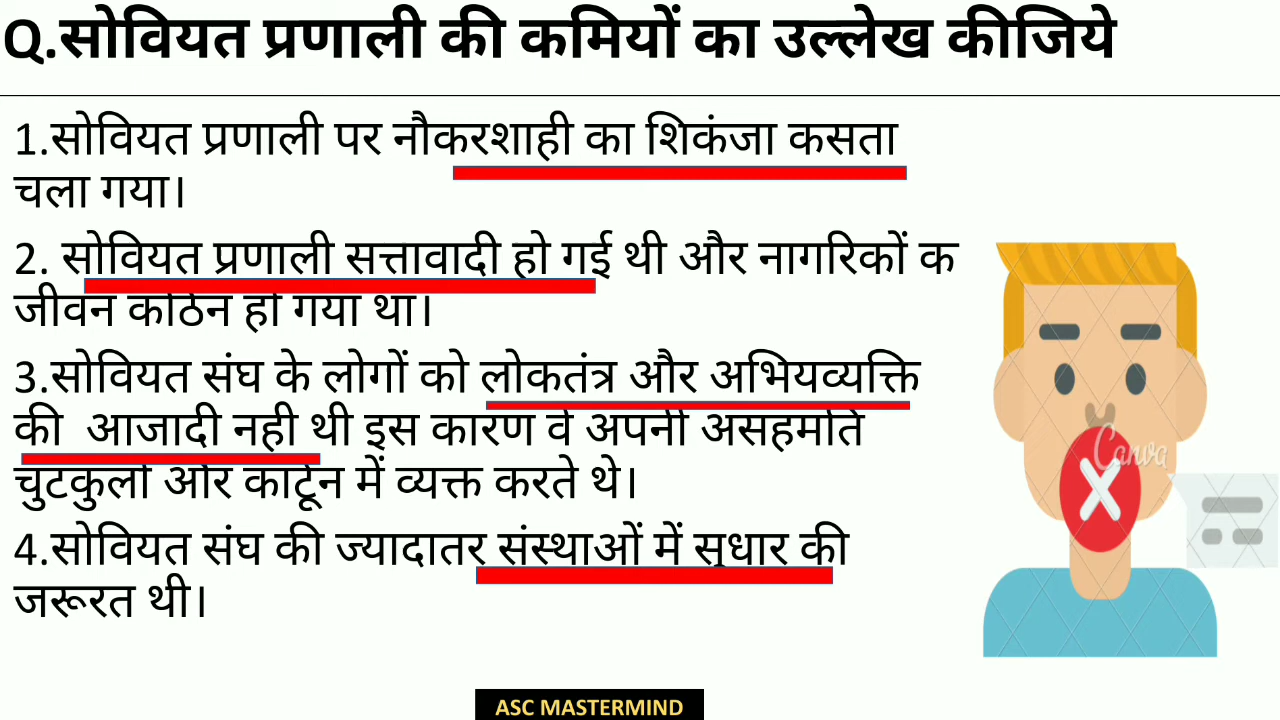 Q.सोवियत प्रणाली की कमियों का उल्लेख कीजिये
1.सोवियत प्रणाली पर नौकरशाही का शिकंजा कसता
चला गया।
2. सोवियत प्रणाली सत्तावादी हो गई थी और नागरिकों क
जीवन कठिन हो गया था।
3.सोवियत संघ के लोगों को लोकतंत्र और अभियव्यक्ति
की आजादी नही थी इस कारण वे अपनी असहमति
चुटकुलों और कार्टून में व्यक्त करते थे।
4.सोवियत संघ की ज्यादातर संस्थाओं में सुधार की
जरूरत थी।
Canva
ASC MASTERMIND